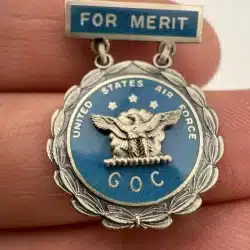 FOR MERIT
UNITED STATES AIR FORCE
GOC